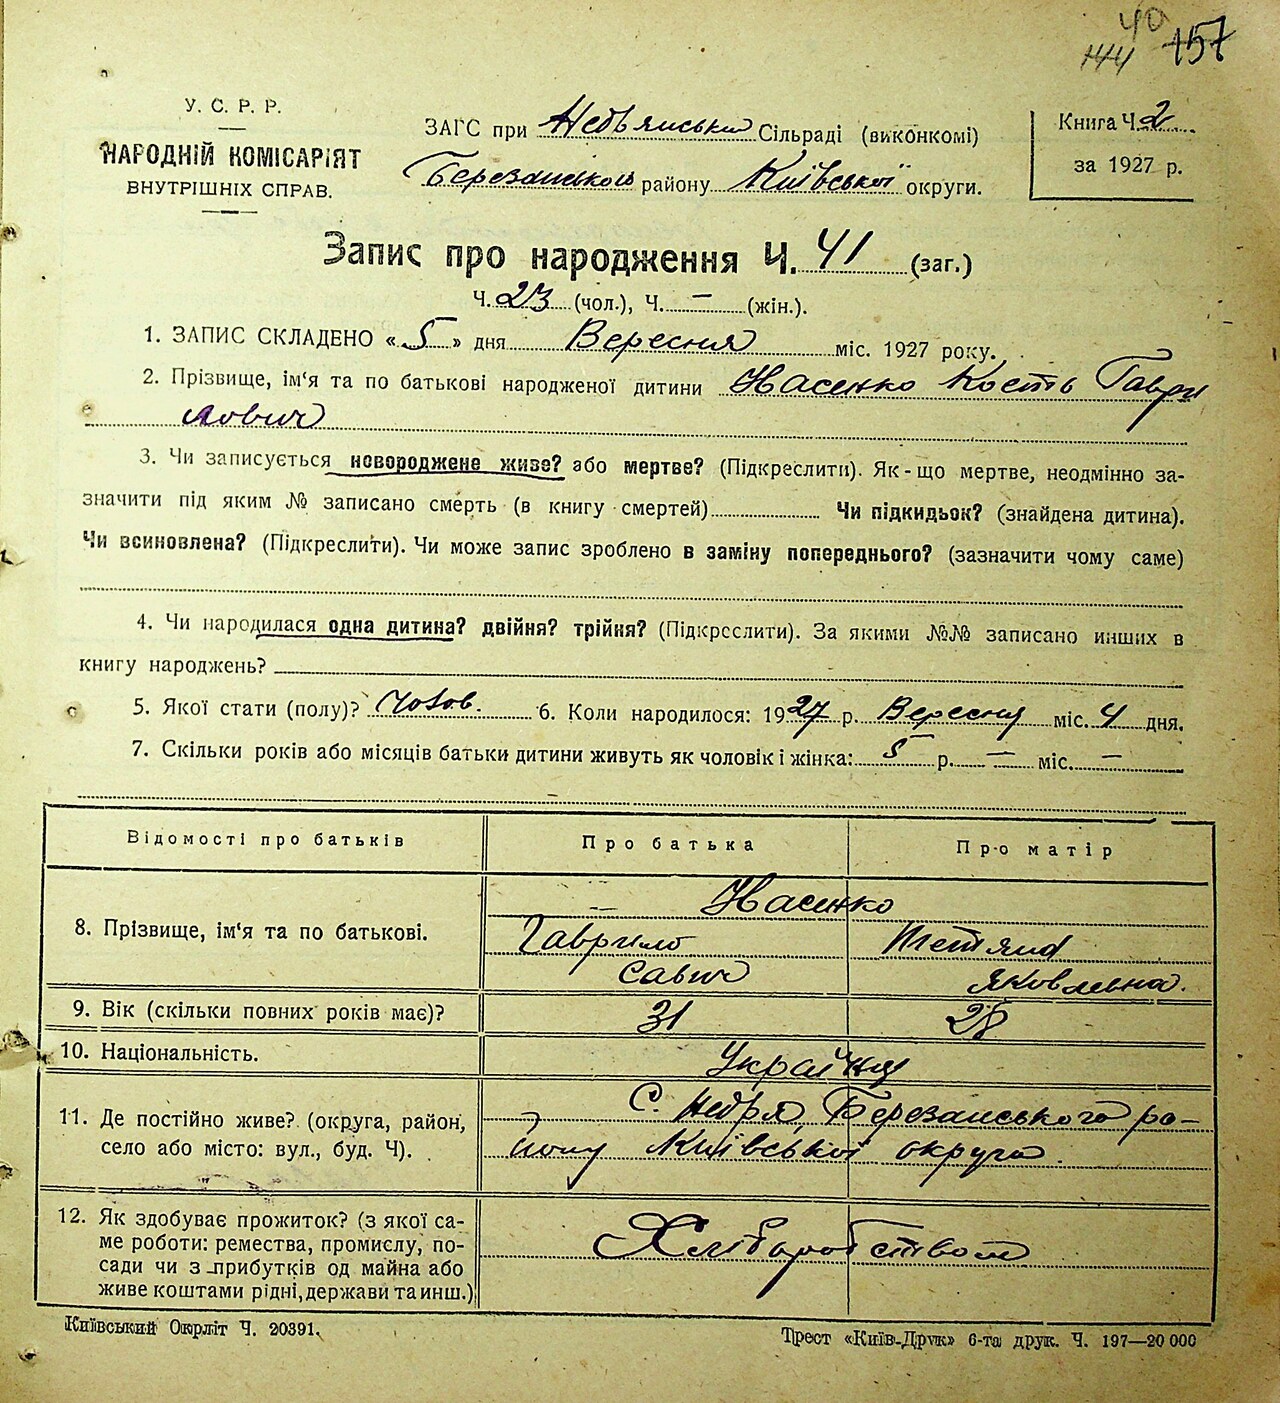 40
144 157
У. С. Р. Р.
НАРОДНІЙ КОМІСАРІЯТ
ВНУТРІШНІХ СПРАВ.
ЗАГС при Недрянській Сільраді (виконкомі)
Березанського району Київської округи.
Книга Ч. 2
за 1927 р.
Запис про народження Ч. 41 (заг.)
Ч. 23 (чол.), Ч. — (жін.).
1. ЗАПИС СКЛАДЕНО « 5 » дня Вересня міс. 1927 року.
2. Прізвище, ім‘я та по батькові народженої дитини Насенко Кость Гаври
лович
3. Чи записується новороджене живе? або мертве? (Підкреслити). Як-що мертве, неодмінно за-
значити під яким № записано смерть (в книгу смертей) Чи підкидьок? (знайдена дитина).
Чи всиновлена? (Підкреслити). Чи може запис зроблено в заміну попереднього? (зазначити чому саме)
4. Чи народилася одна дитина? двійня? трійня? (Підкреслити). За якими №№ записано инших в
книгу народжень?
5. Якої стати (полу)? Чолов. 6. Коли народилося: 1927 р. Вересня міс. 4 дня.
7. Скільки років або місяців батьки дитини живуть як чоловік і жінка: 5 р. — міс. —
Відомості про батьків Про батька Про матір
8. Прізвище, ім‘я та по батькові. Насенко
Гаврило Тетяна
Савич Яковлевна.
9. Вік (скільки повних років має)? 31 28
10. Національність. Українці
11. Де постійно живе? (округа, район,
село або місто: вул., буд. Ч). С. Недра, Березанського ра-
йону Київської округи.
12. Як здобуває прожиток? (з якої са-
ме роботи: ремества, промислу, по-
сади чи з прибутків од майна або
живе коштами рідні, держави та инш.) Хліборобством
Київський Окрліт Ч. 20391.
Трест «Київ-Друк» 6-та друк. Ч. 197—20 000